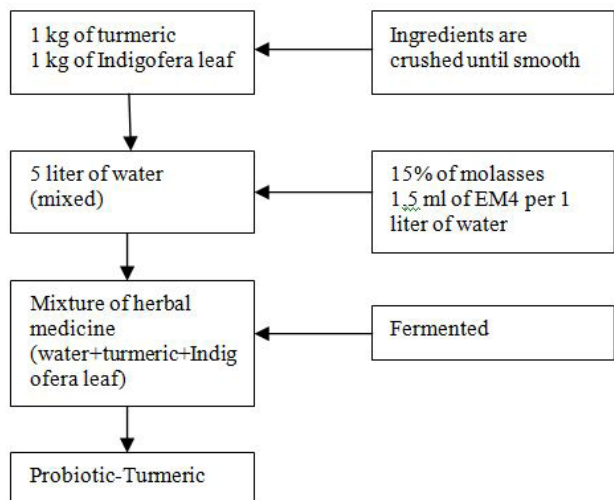 1 kg of turmeric
1 kg of Indigofera leaf
Ingredients are
crushed until smooth
5 liter of water
(mixed)
15% of molasses
1.5 ml of EM4 per 1
liter of water
Mixture of herbal
medicine
(water+turmeric+Indig
ofera leaf)
Fermented
Probiotic-Turmeric